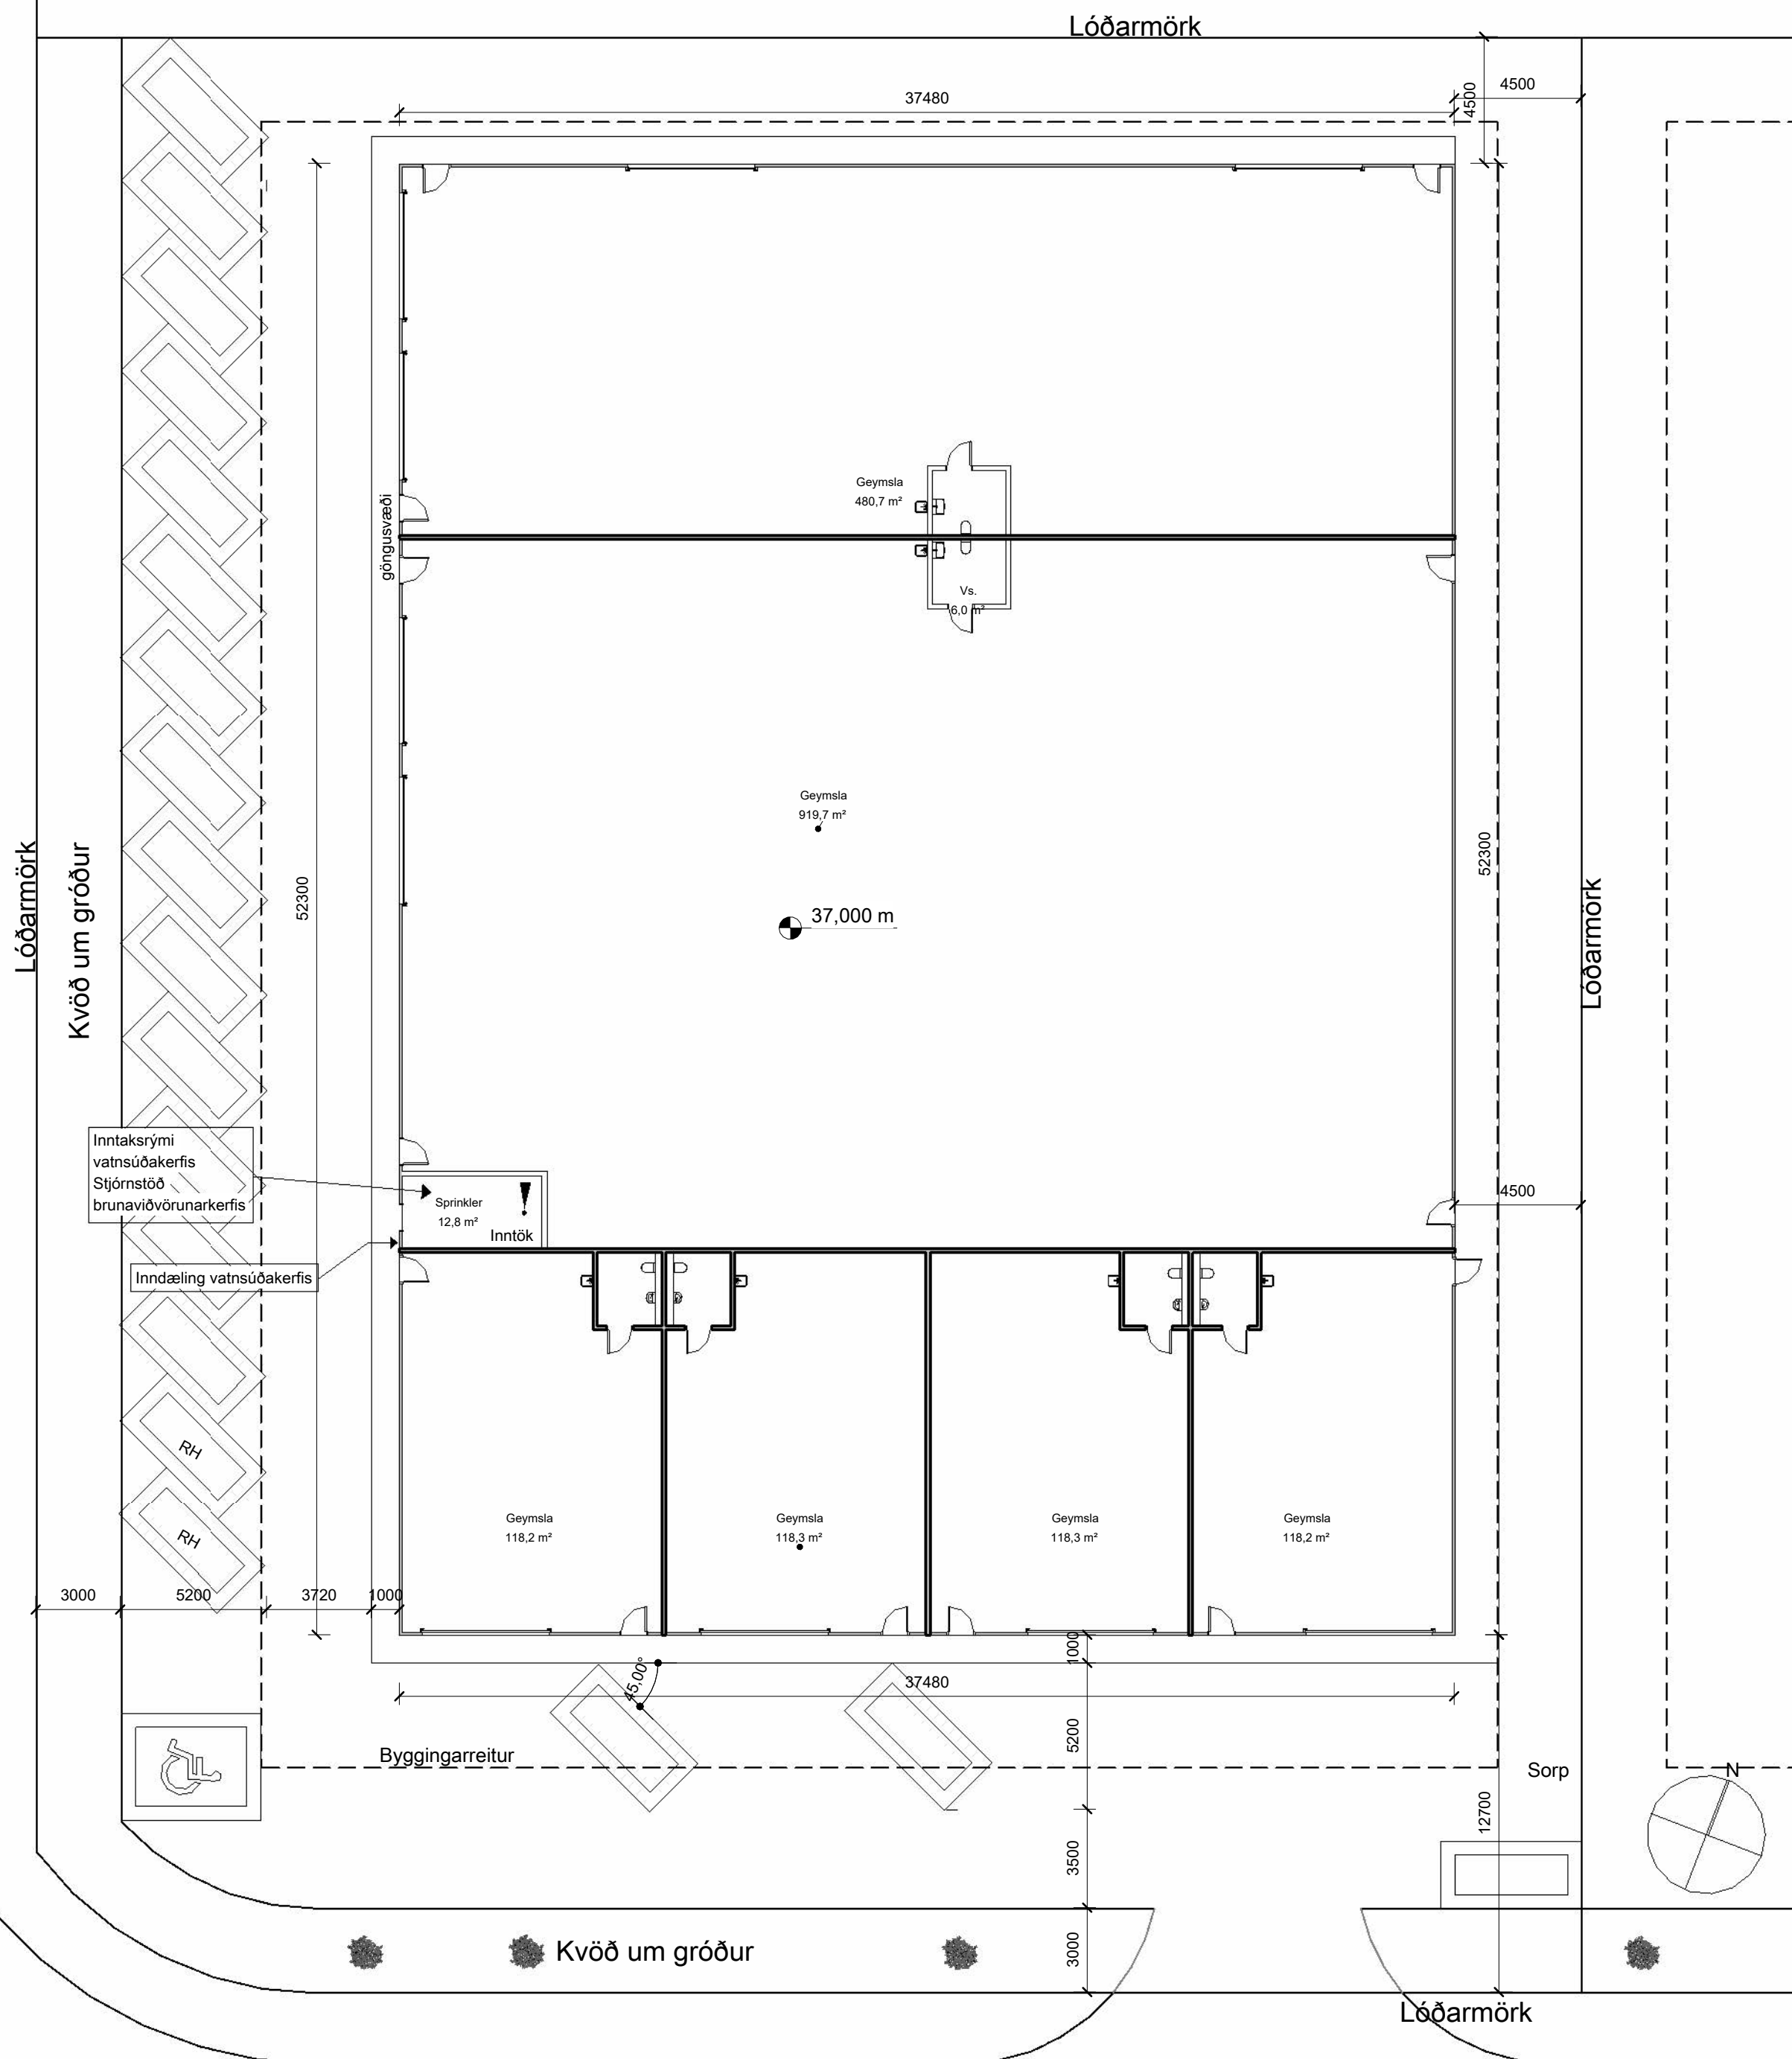 Lóðarmörk
4500
4500
37480
Geymsla
480,7 m²
göngusvæði
Vs.
6,0 m²
Geymsla
919,7 m²
37,000 m
52300
52300
Lóðarmörk
Kvöð um gróður
Lóðarmörk
Inntaksrými
vatnsúðakerfis
Stjórnstöð
brunaviðvörunarkerfis
Sprinkler
12,8 m²
Inntök
4500
Inndæling vatnsúðakerfis
RH
RH
Geymsla
118,2 m²
Geymsla
118,3 m²
Geymsla
118,3 m²
Geymsla
118,2 m²
3000
5200
3720
1000
1000
45,00°
37480
5200
Byggingarreitur
Sorp
N
12700
3500
3000
Kvöð um gróður
Lóðarmörk